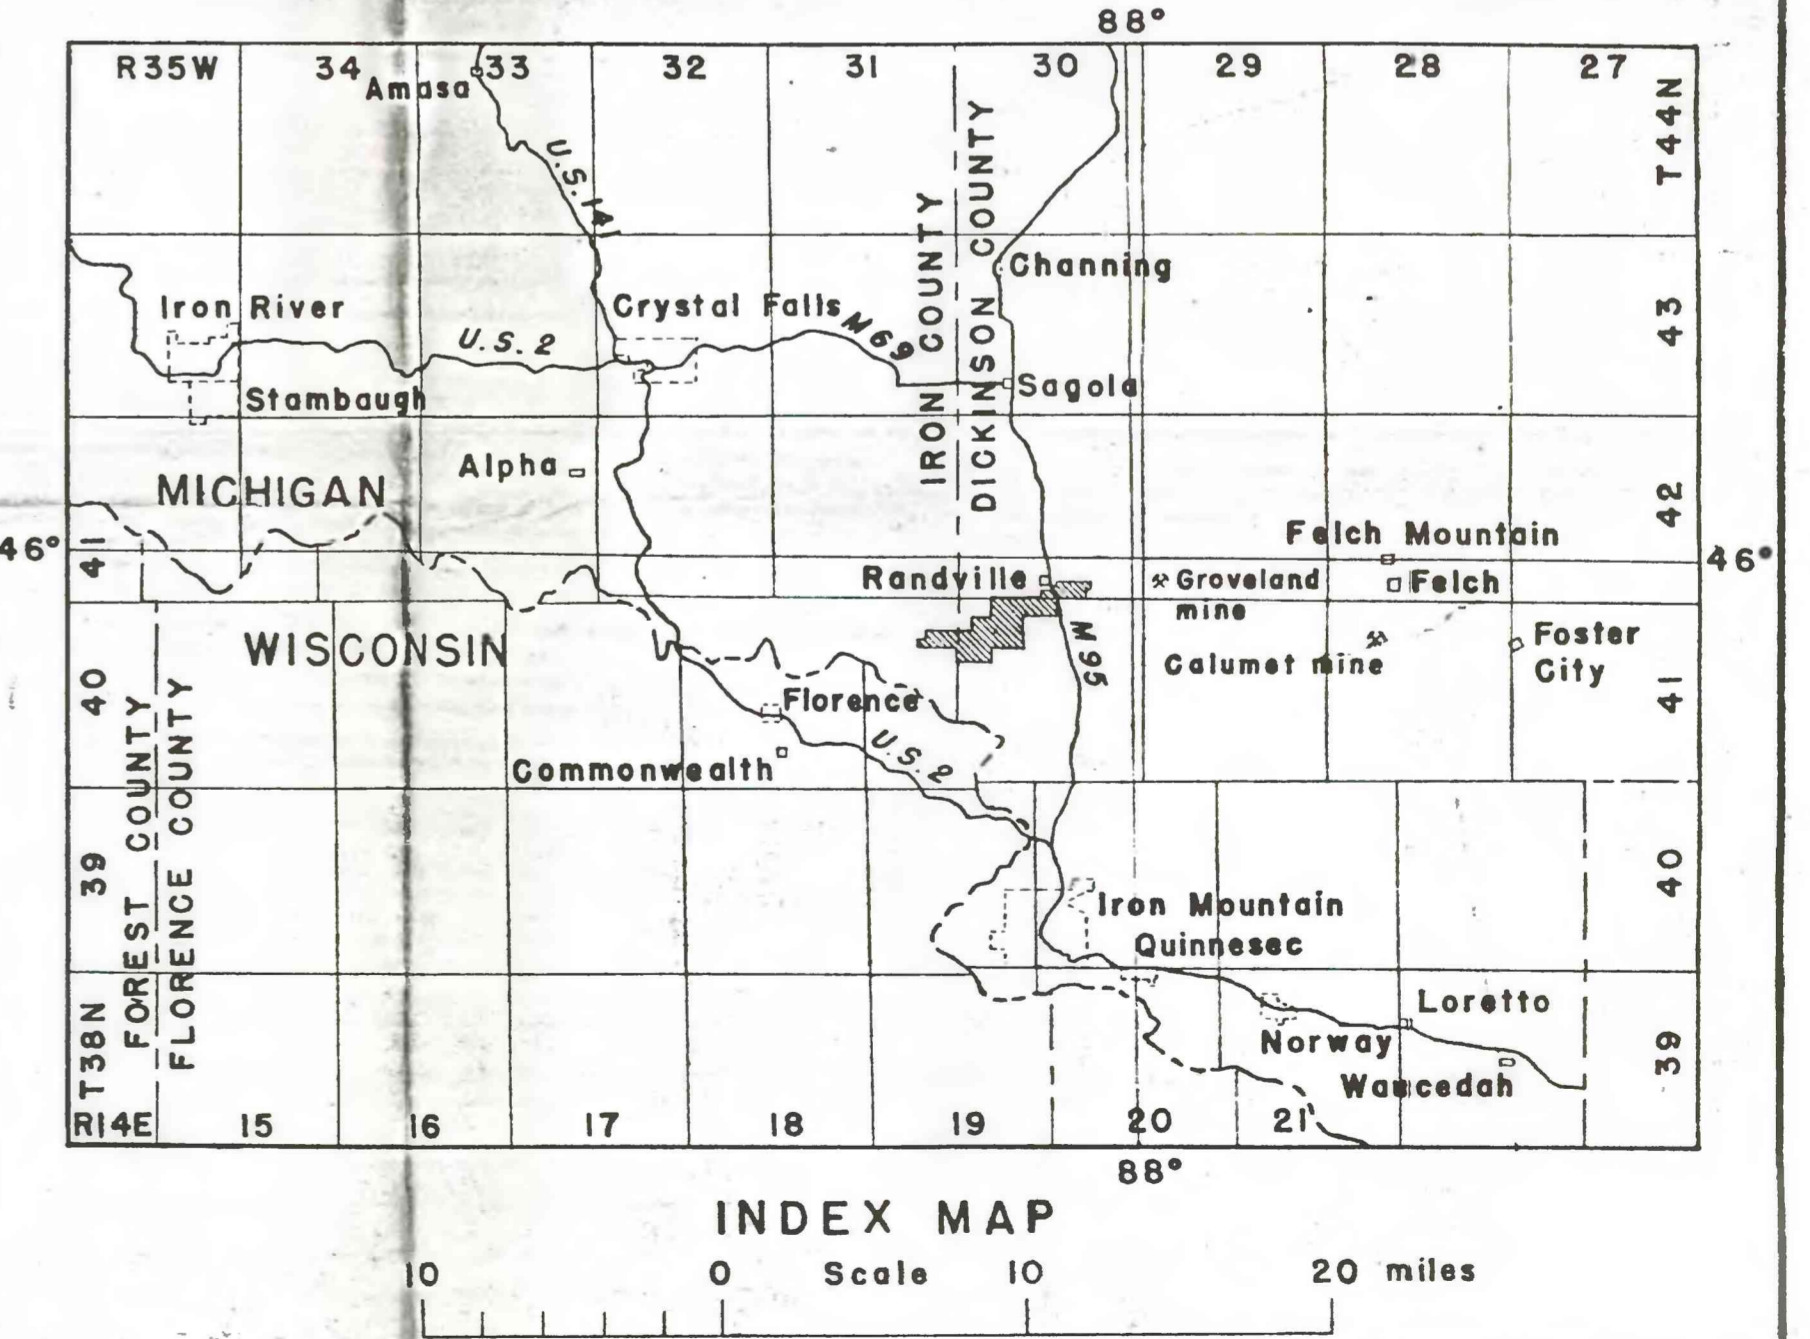 88°
R35W 34 33 32 31 30 29 28 27
Amasa
T44N
U.S. 141
IRON COUNTY
DICKINSON COUNTY
Channing
Iron River
Crystal Falls
M 69
43
U.S. 2
Sagola
Stambaugh
Alpha
MICHIGAN
42
46°
41
Felch Mountain
46°
Randville
Groveland
mine
Felch
WISCONSIN
M 95
Calumet mine
Foster
City
40
41
Florence
FOREST COUNTY
FLORENCE COUNTY
U.S. 2
Commonwealth
39
40
Iron Mountain
Quinnesec
Loretto
T38N
Norway
39
Waucedah
R14E 15 16 17 18 19 20 21
88°
INDEX MAP
10 0 Scale 10 20 miles